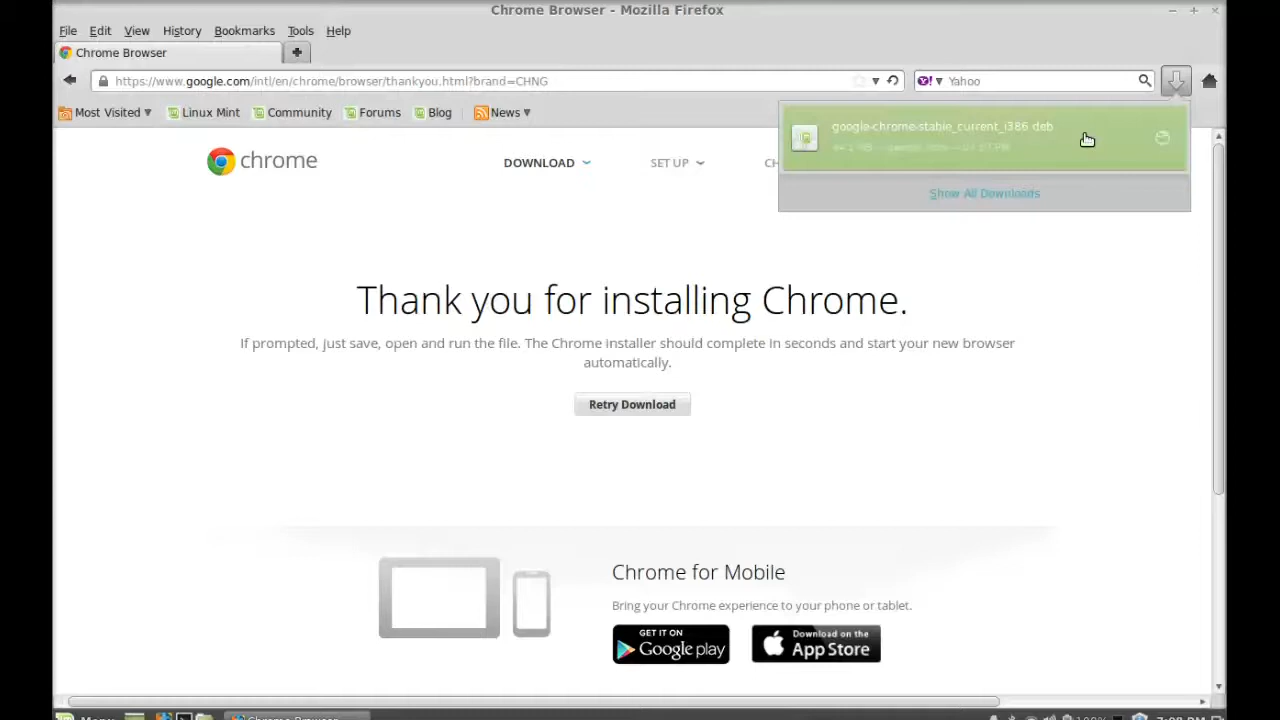 Chrome Browser - Mozilla Firefox
File Edit View History Bookmarks Tools Help
Chrome Browser
https://www.google.com/intl/en/chrome/browser/thankyou.html?brand=CHNG
Yahoo
Most Visited Linux Mint Community Forums Blog News
google-chrome-stable_current_i386.deb
Show All Downloads
chrome
DOWNLOAD SET UP CH
Thank you for installing Chrome.
If prompted, just save, open and run the file. The Chrome installer should complete in seconds and start your new browser
automatically.
Retry Download
Chrome for Mobile
Bring your Chrome experience to your phone or tablet.
GET IT ON
Google play
Download on the
App Store
Menu Chrome Browser 100%